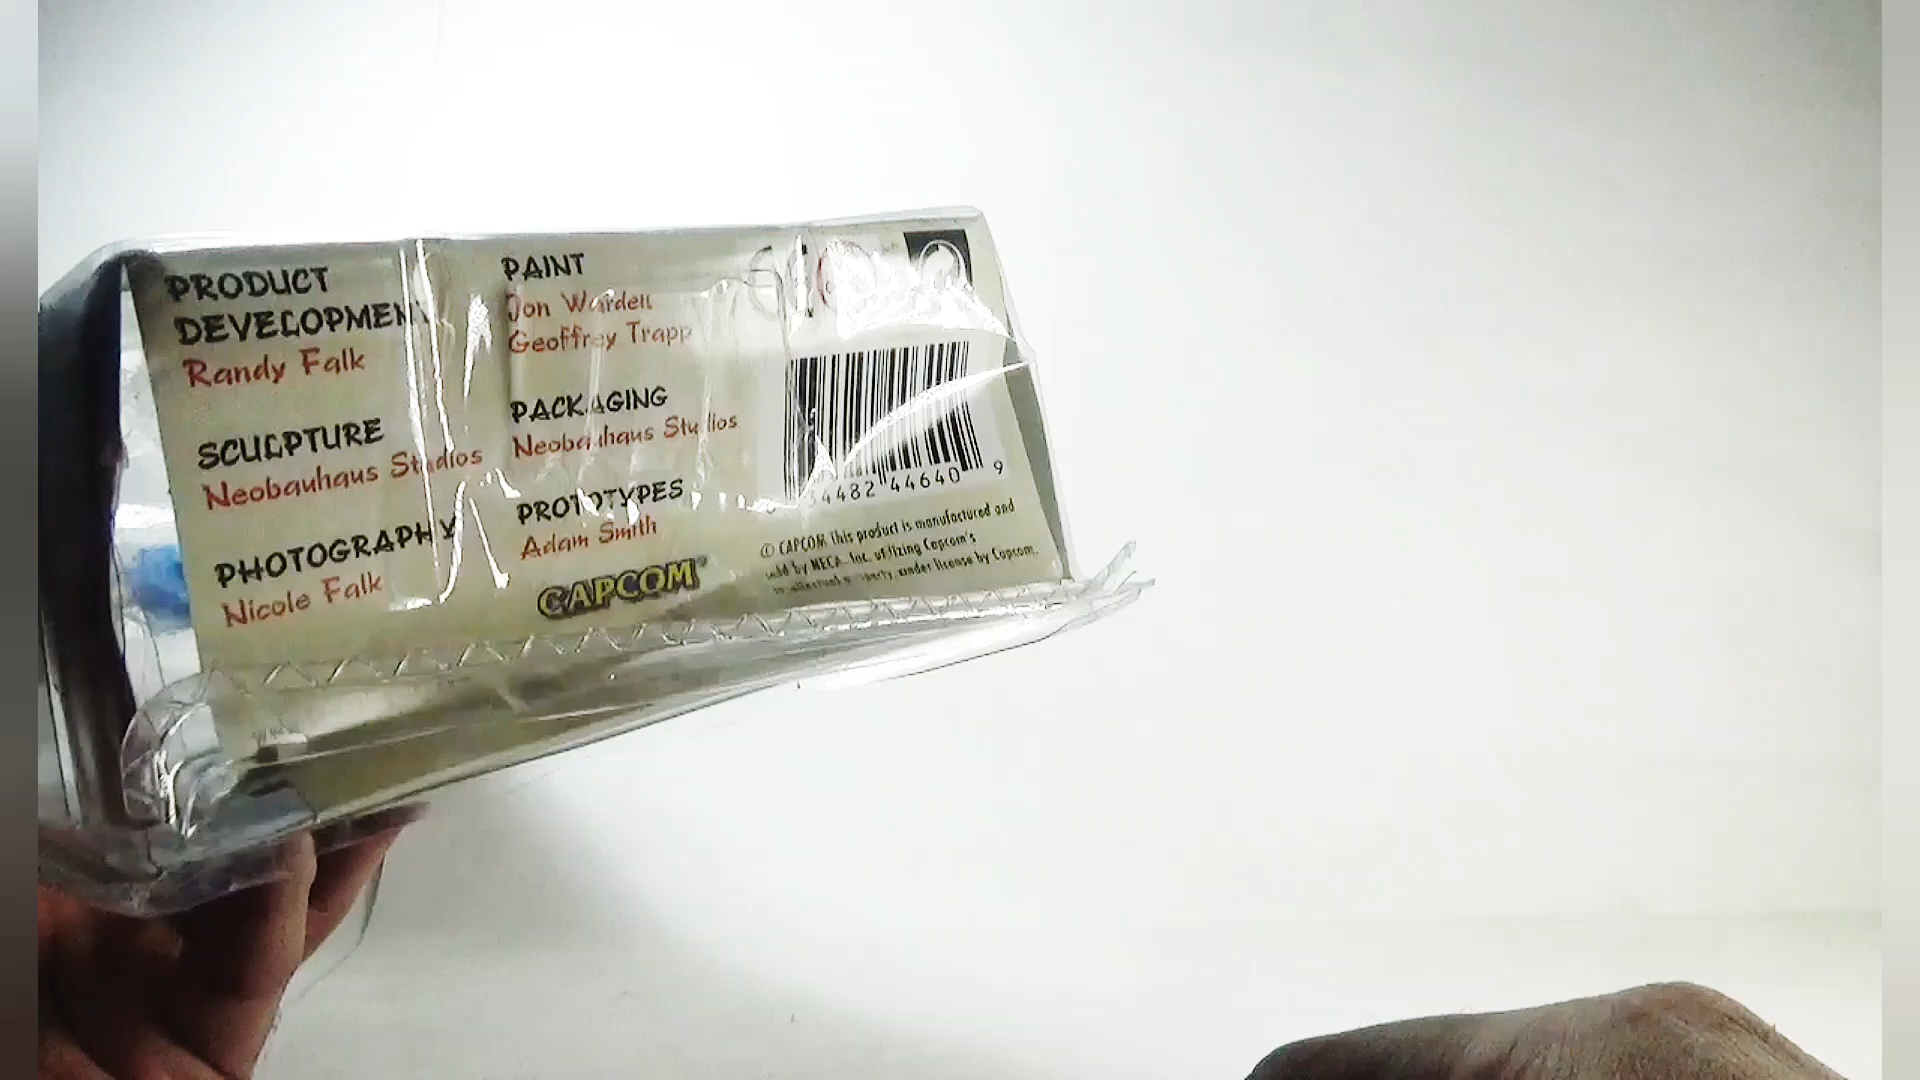 PRODUCT
DEVELOPMENT
Randy Falk
SCULPTURE
Neobauhaus Studios
PHOTOGRAPHY
Nicole Falk
PAINT
Jon Wardell
Geoffrey Trapp
PACKAGING
Neobauhaus Studios
PROTOTYPES
Adam Smith
CAPCOM
34482 44640 9
© CAPCOM This product is manufactured and
sold by NECA, Inc. utilizing Capcom's
intellectual property, under license by Capcom.